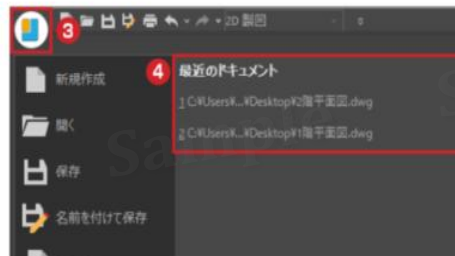 3
2D 製図
4
最近のドキュメント
新規作成
1 C:¥Users¥...¥Desktop¥2階平面図.dwg
開く
2 C:¥Users¥...¥Desktop¥1階平面図.dwg
保存
名前を付けて保存
Sample